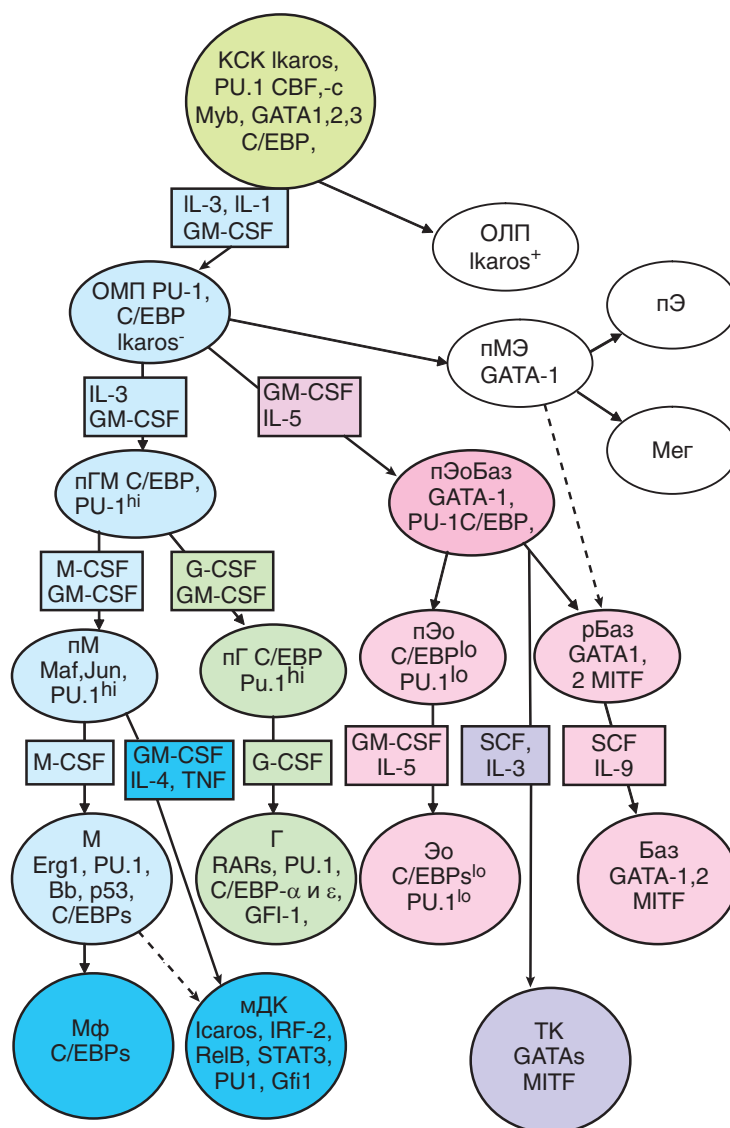 КСК Ikaros,
PU.1 CBF,-c
Myb, GATA1,2,3
C/EBP,
IL-3, IL-1
GM-CSF
ОЛП
Ikaros⁺
ОМП PU-1,
C/EBP
Ikaros⁻
пЭ
пМЭ
GATA-1
Мег
IL-3
GM-CSF
GM-CSF
IL-5
пГМ C/EBP,
PU-1ʰⁱ
пЭоБаз
GATA-1,
PU-1C/EBP,
M-CSF
GM-CSF
G-CSF
GM-CSF
пМ
Maf,Jun,
PU.1ʰⁱ
пГ C/EBP
Pu.1ʰⁱ
пЭо
C/EBPˡᵒ
PU.1ˡᵒ
рБаз
GATA1,
2 MITF
M-CSF
GM-CSF
IL-4, TNF
G-CSF
GM-CSF
IL-5
SCF,
IL-3
SCF
IL-9
М
Erg1, PU.1,
Bb, p53,
C/EBPs
Г
RARs, PU.1,
C/EBP-α и ε,
GFI-1,
Эо
C/EBPsˡᵒ
PU.1ˡᵒ
Баз
GATA-1,2
MITF
Мф
C/EBPs
мДК
Icaros, IRF-2,
RelB, STAT3,
PU1, Gfi1
ТК
GATAs
MITF